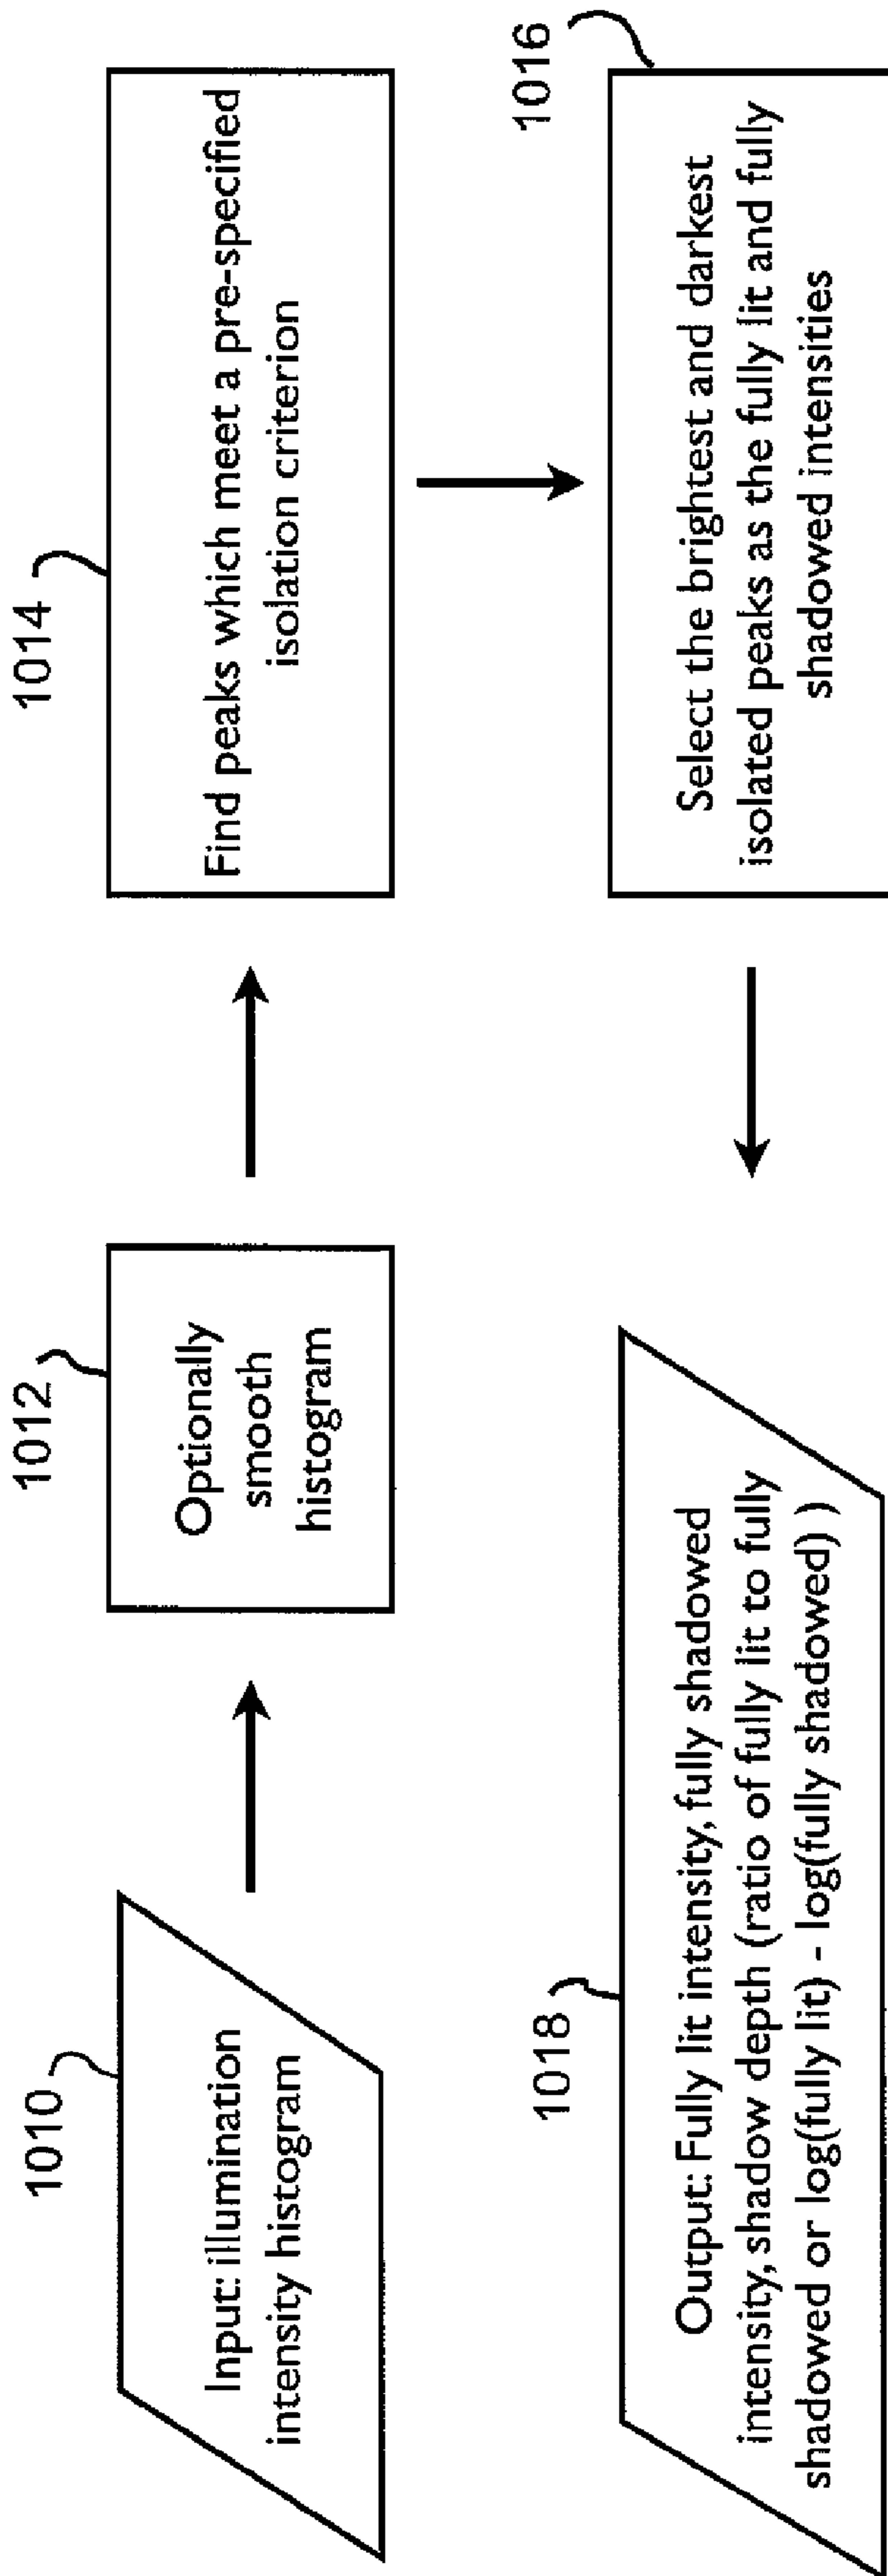 1010
Input: illumination
intensity histogram
1012
Optionally
smooth
histogram
1014
Find peaks which meet a pre-specified
isolation criterion
1016
Select the brightest and darkest
isolated peaks as the fully lit and fully
shadowed intensities
1018
Output: Fully lit intensity, fully shadowed
intensity, shadow depth (ratio of fully lit to fully
shadowed or log(fully lit) - log(fully shadowed) )